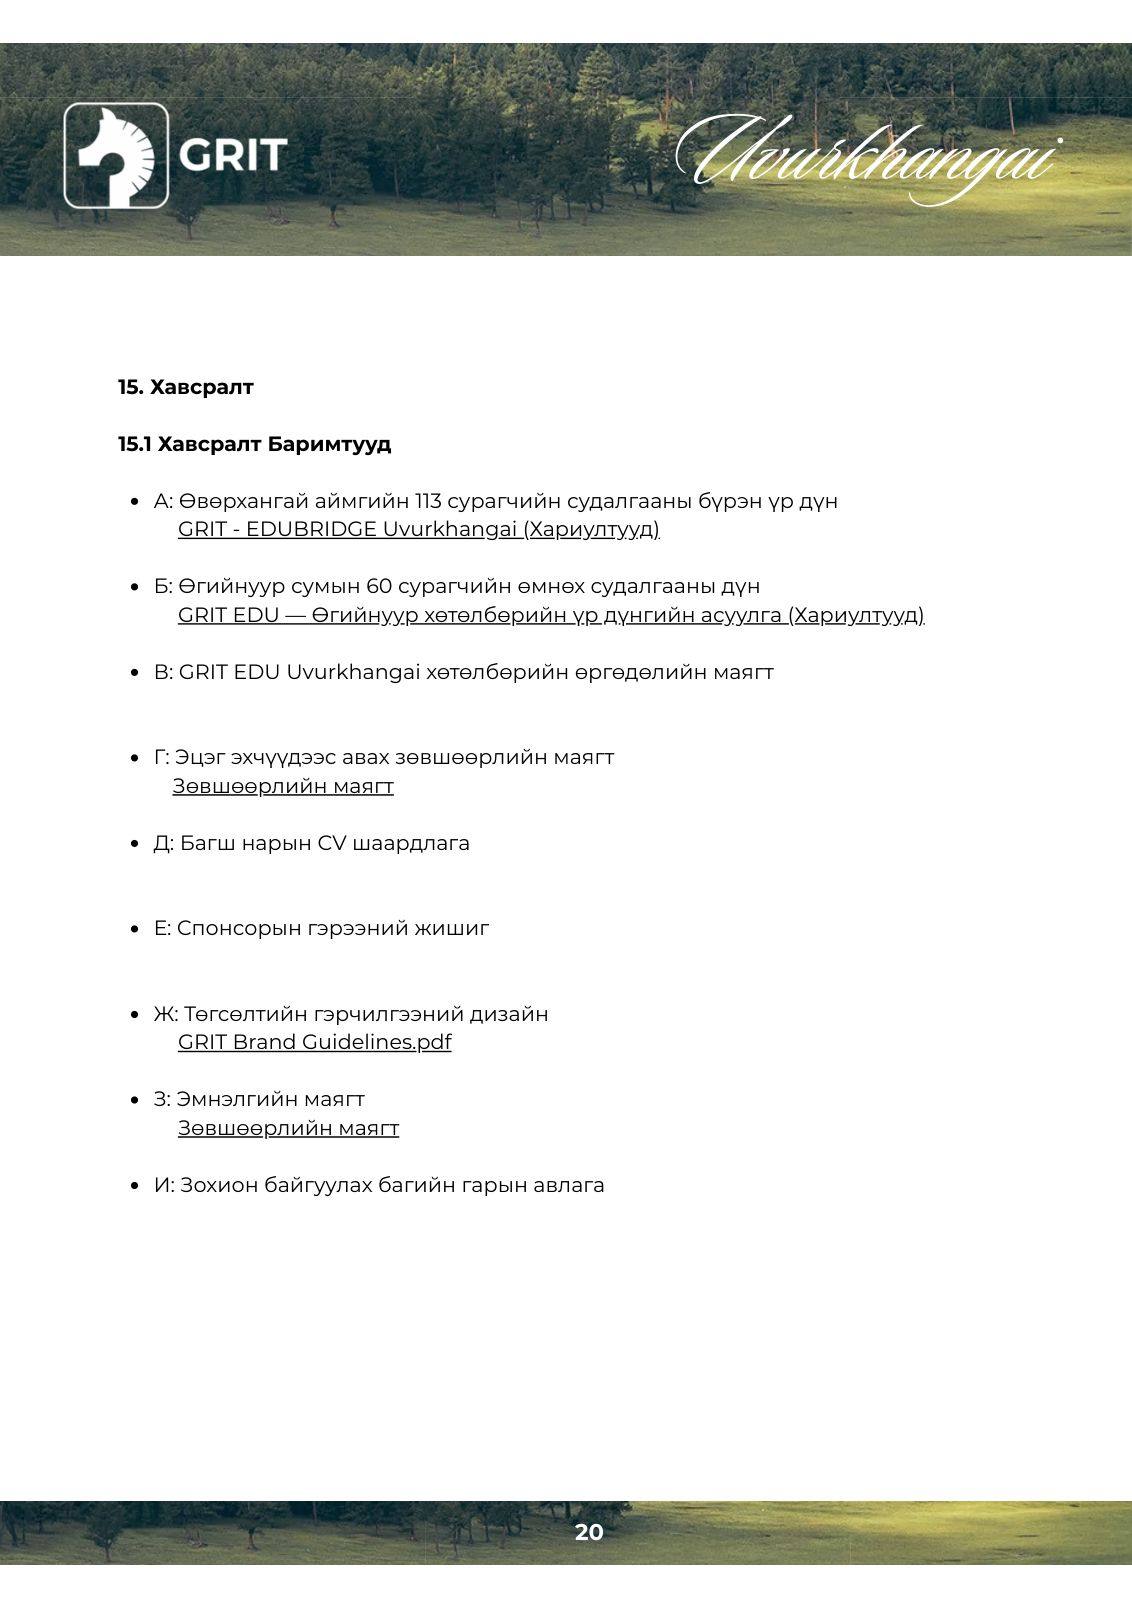 GRIT
Uvurkhangai
15. Хавсралт
15.1 Хавсралт Баримтууд
• А: Өвөрхангай аймгийн 113 сурагчийн судалгааны бүрэн үр дүн
GRIT - EDUBRIDGE Uvurkhangai (Хариултууд)
• Б: Өгийнуур сумын 60 сурагчийн өмнөх судалгааны дүн
GRIT EDU — Өгийнуур хөтөлбөрийн үр дүнгийн асуулга (Хариултууд)
• В: GRIT EDU Uvurkhangai хөтөлбөрийн өргөдөлийн маягт
• Г: Эцэг эхчүүдээс авах зөвшөөрлийн маягт
Зөвшөөрлийн маягт
• Д: Багш нарын CV шаардлага
• Е: Спонсорын гэрээний жишиг
• Ж: Төгсөлтийн гэрчилгээний дизайн
GRIT Brand Guidelines.pdf
• З: Эмнэлгийн маягт
Зөвшөөрлийн маягт
• И: Зохион байгуулах багийн гарын авлага
20